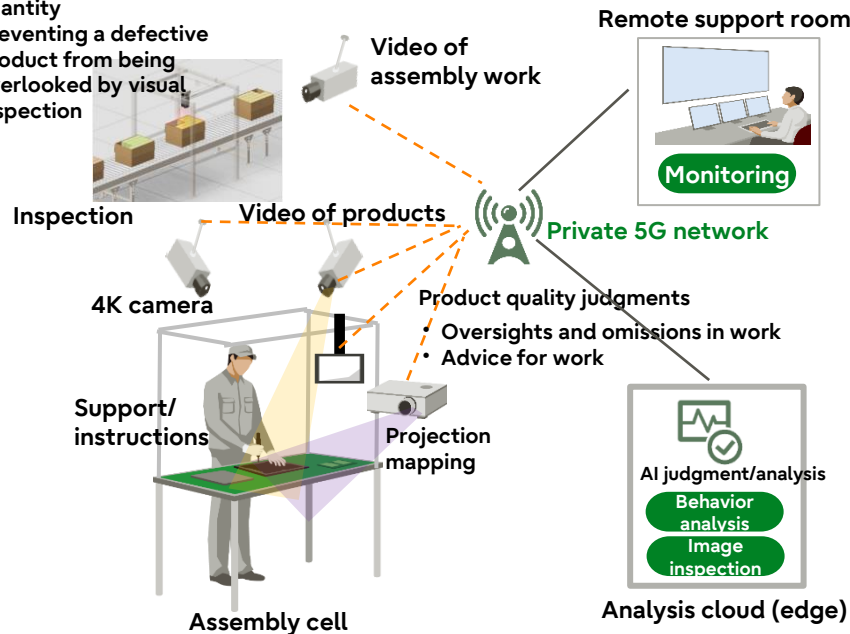 eventing a defective
oduct from being
erlooked by visual
spection
Inspection
Video of
assembly work
Remote support room
Monitoring
Video of products
Private 5G network
4K camera
Product quality judgments
・ Oversights and omissions in work
・ Advice for work
Support/
instructions
Projection
mapping
Assembly cell
AI judgment/analysis
Behavior
analysis
Image
inspection
Analysis cloud (edge)